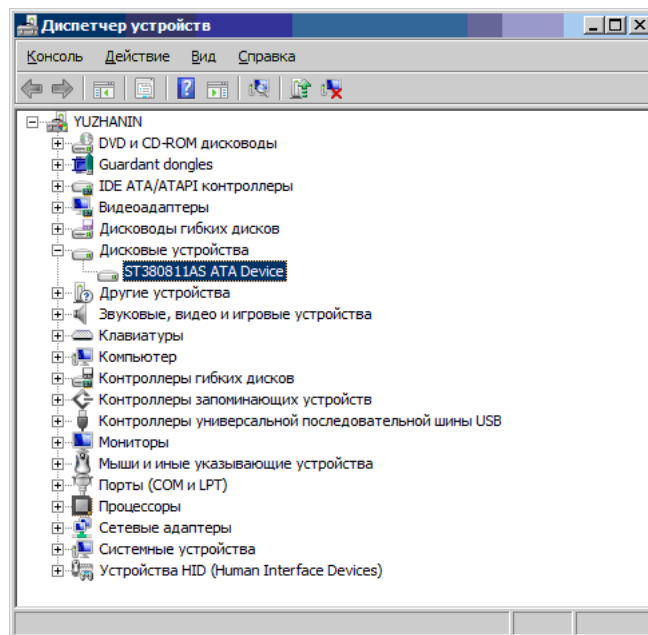 Диспетчер устройств
Консоль Действие Вид Справка
YUZHANIN
DVD и CD-ROM дисководы
Guardant dongles
IDE ATA/ATAPI контроллеры
Видеоадаптеры
Дисководы гибких дисков
Дисковые устройства
ST380811AS ATA Device
Другие устройства
Звуковые, видео и игровые устройства
Клавиатуры
Компьютер
Контроллеры гибких дисков
Контроллеры запоминающих устройств
Контроллеры универсальной последовательной шины USB
Мониторы
Мыши и иные указывающие устройства
Порты (COM и LPT)
Процессоры
Сетевые адаптеры
Системные устройства
Устройства HID (Human Interface Devices)